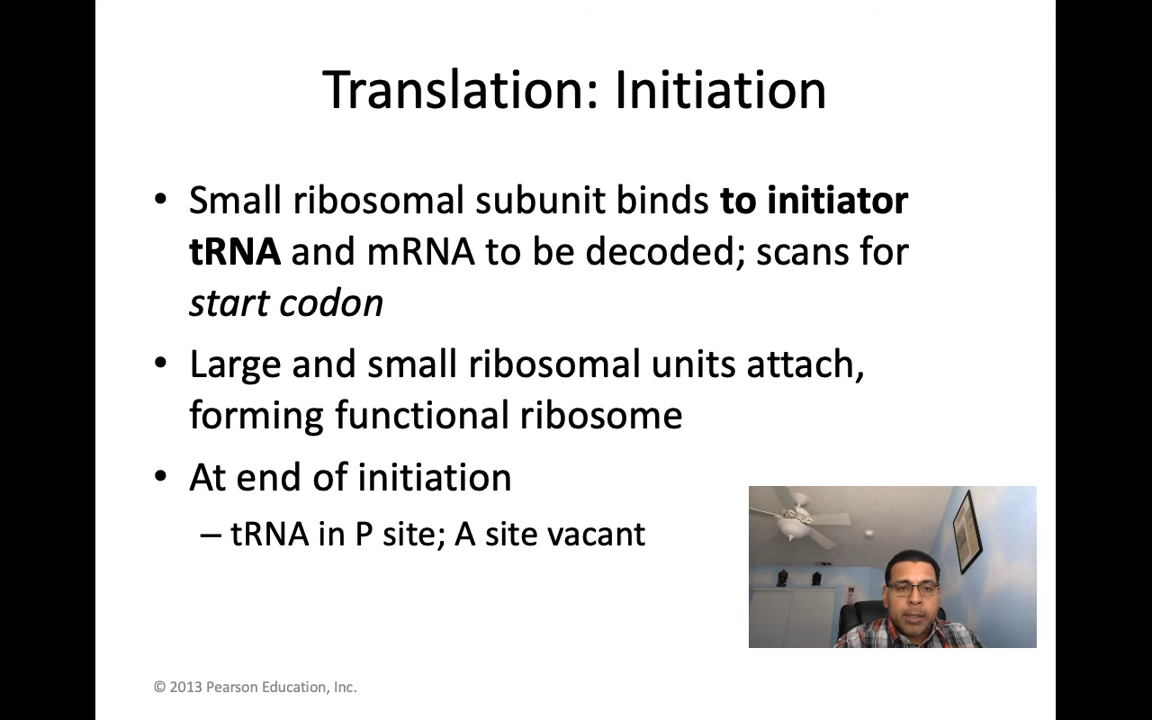 Translation: Initiation
• Small ribosomal subunit binds to initiator
tRNA and mRNA to be decoded; scans for
start codon
• Large and small ribosomal units attach,
forming functional ribosome
• At end of initiation
– tRNA in P site; A site vacant
© 2013 Pearson Education, Inc.